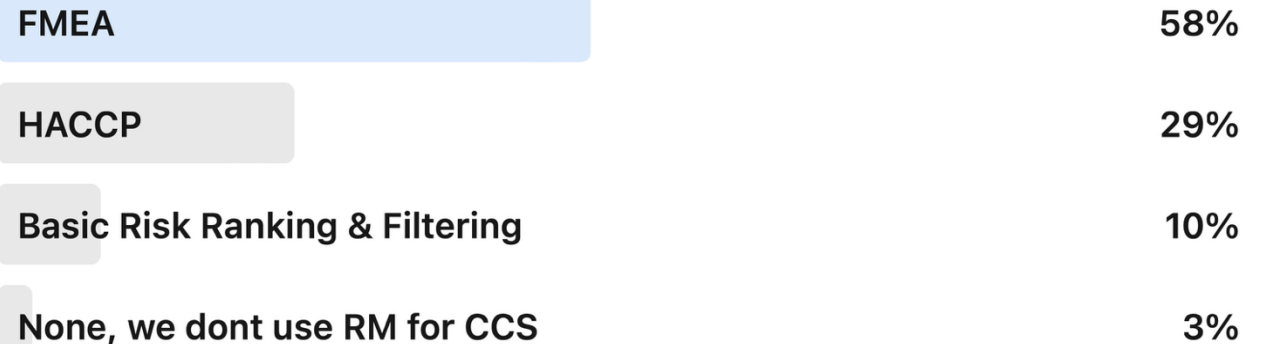 FMEA 58%
HACCP 29%
Basic Risk Ranking & Filtering 10%
None, we dont use RM for CCS 3%